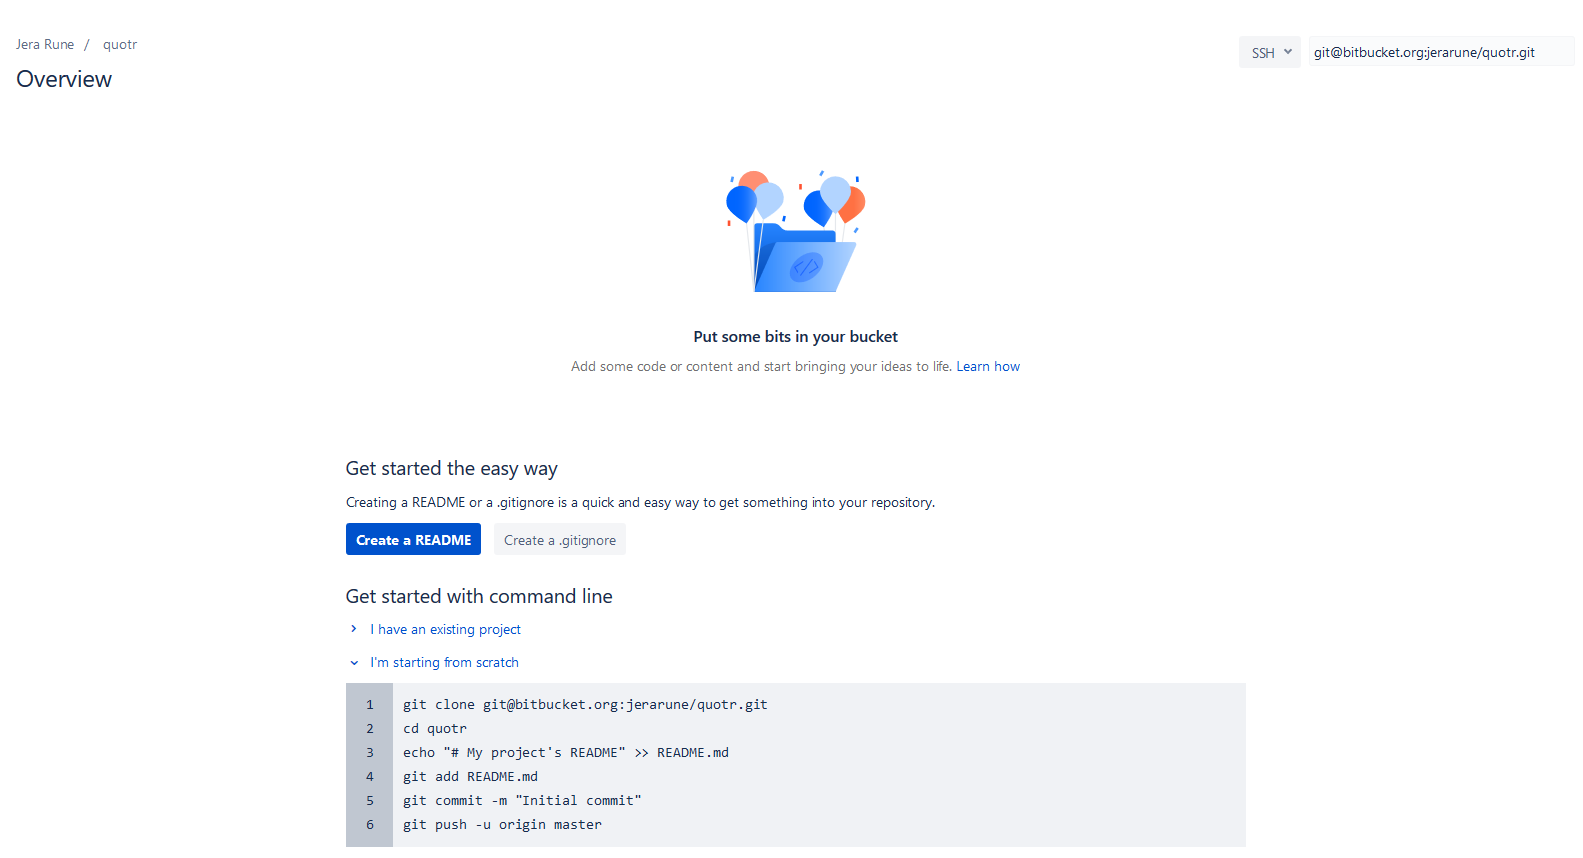 Jera Rune / quotr
SSH git@bitbucket.org:jerarune/quotr.git
Overview
</>
Put some bits in your bucket
Add some code or content and start bringing your ideas to life. Learn how
Get started the easy way
Creating a README or a .gitignore is a quick and easy way to get something into your repository.
Create a README Create a .gitignore
Get started with command line
I have an existing project
I'm starting from scratch
1 git clone git@bitbucket.org:jerarune/quotr.git
2 cd quotr
3 echo "# My project's README" >> README.md
4 git add README.md
5 git commit -m "Initial commit"
6 git push -u origin master